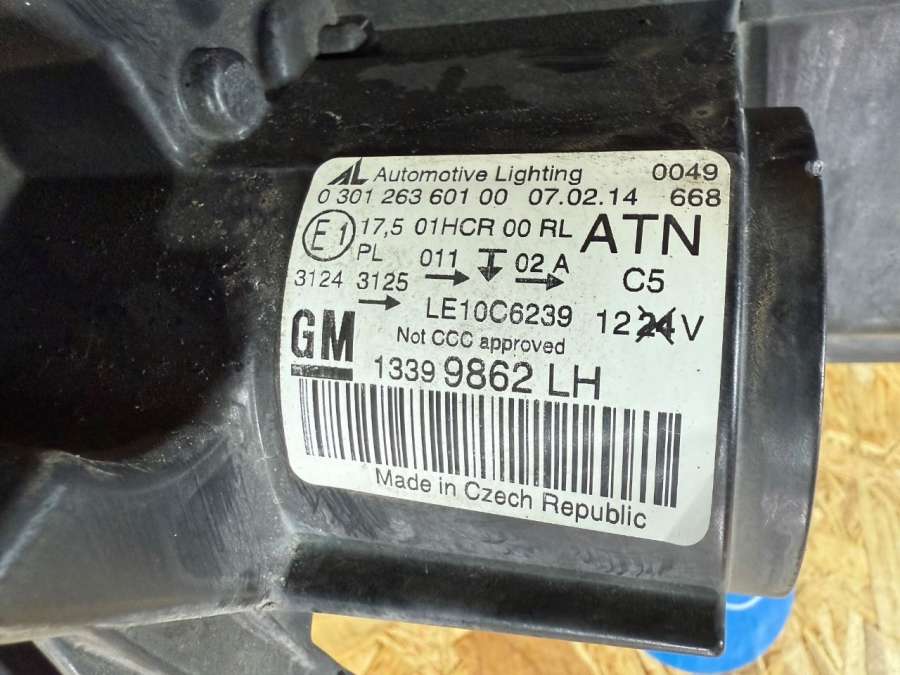 AL Automotive Lighting 0049
0 301 263 601 00 07.02.14 668
E1 17,5 01HCR 00 RL ATN
PL 011 02 A C5
3124 3125
LE10C6239 12 24 V
GM Not CCC approved
1339 9862 LH
Made in Czech Republic